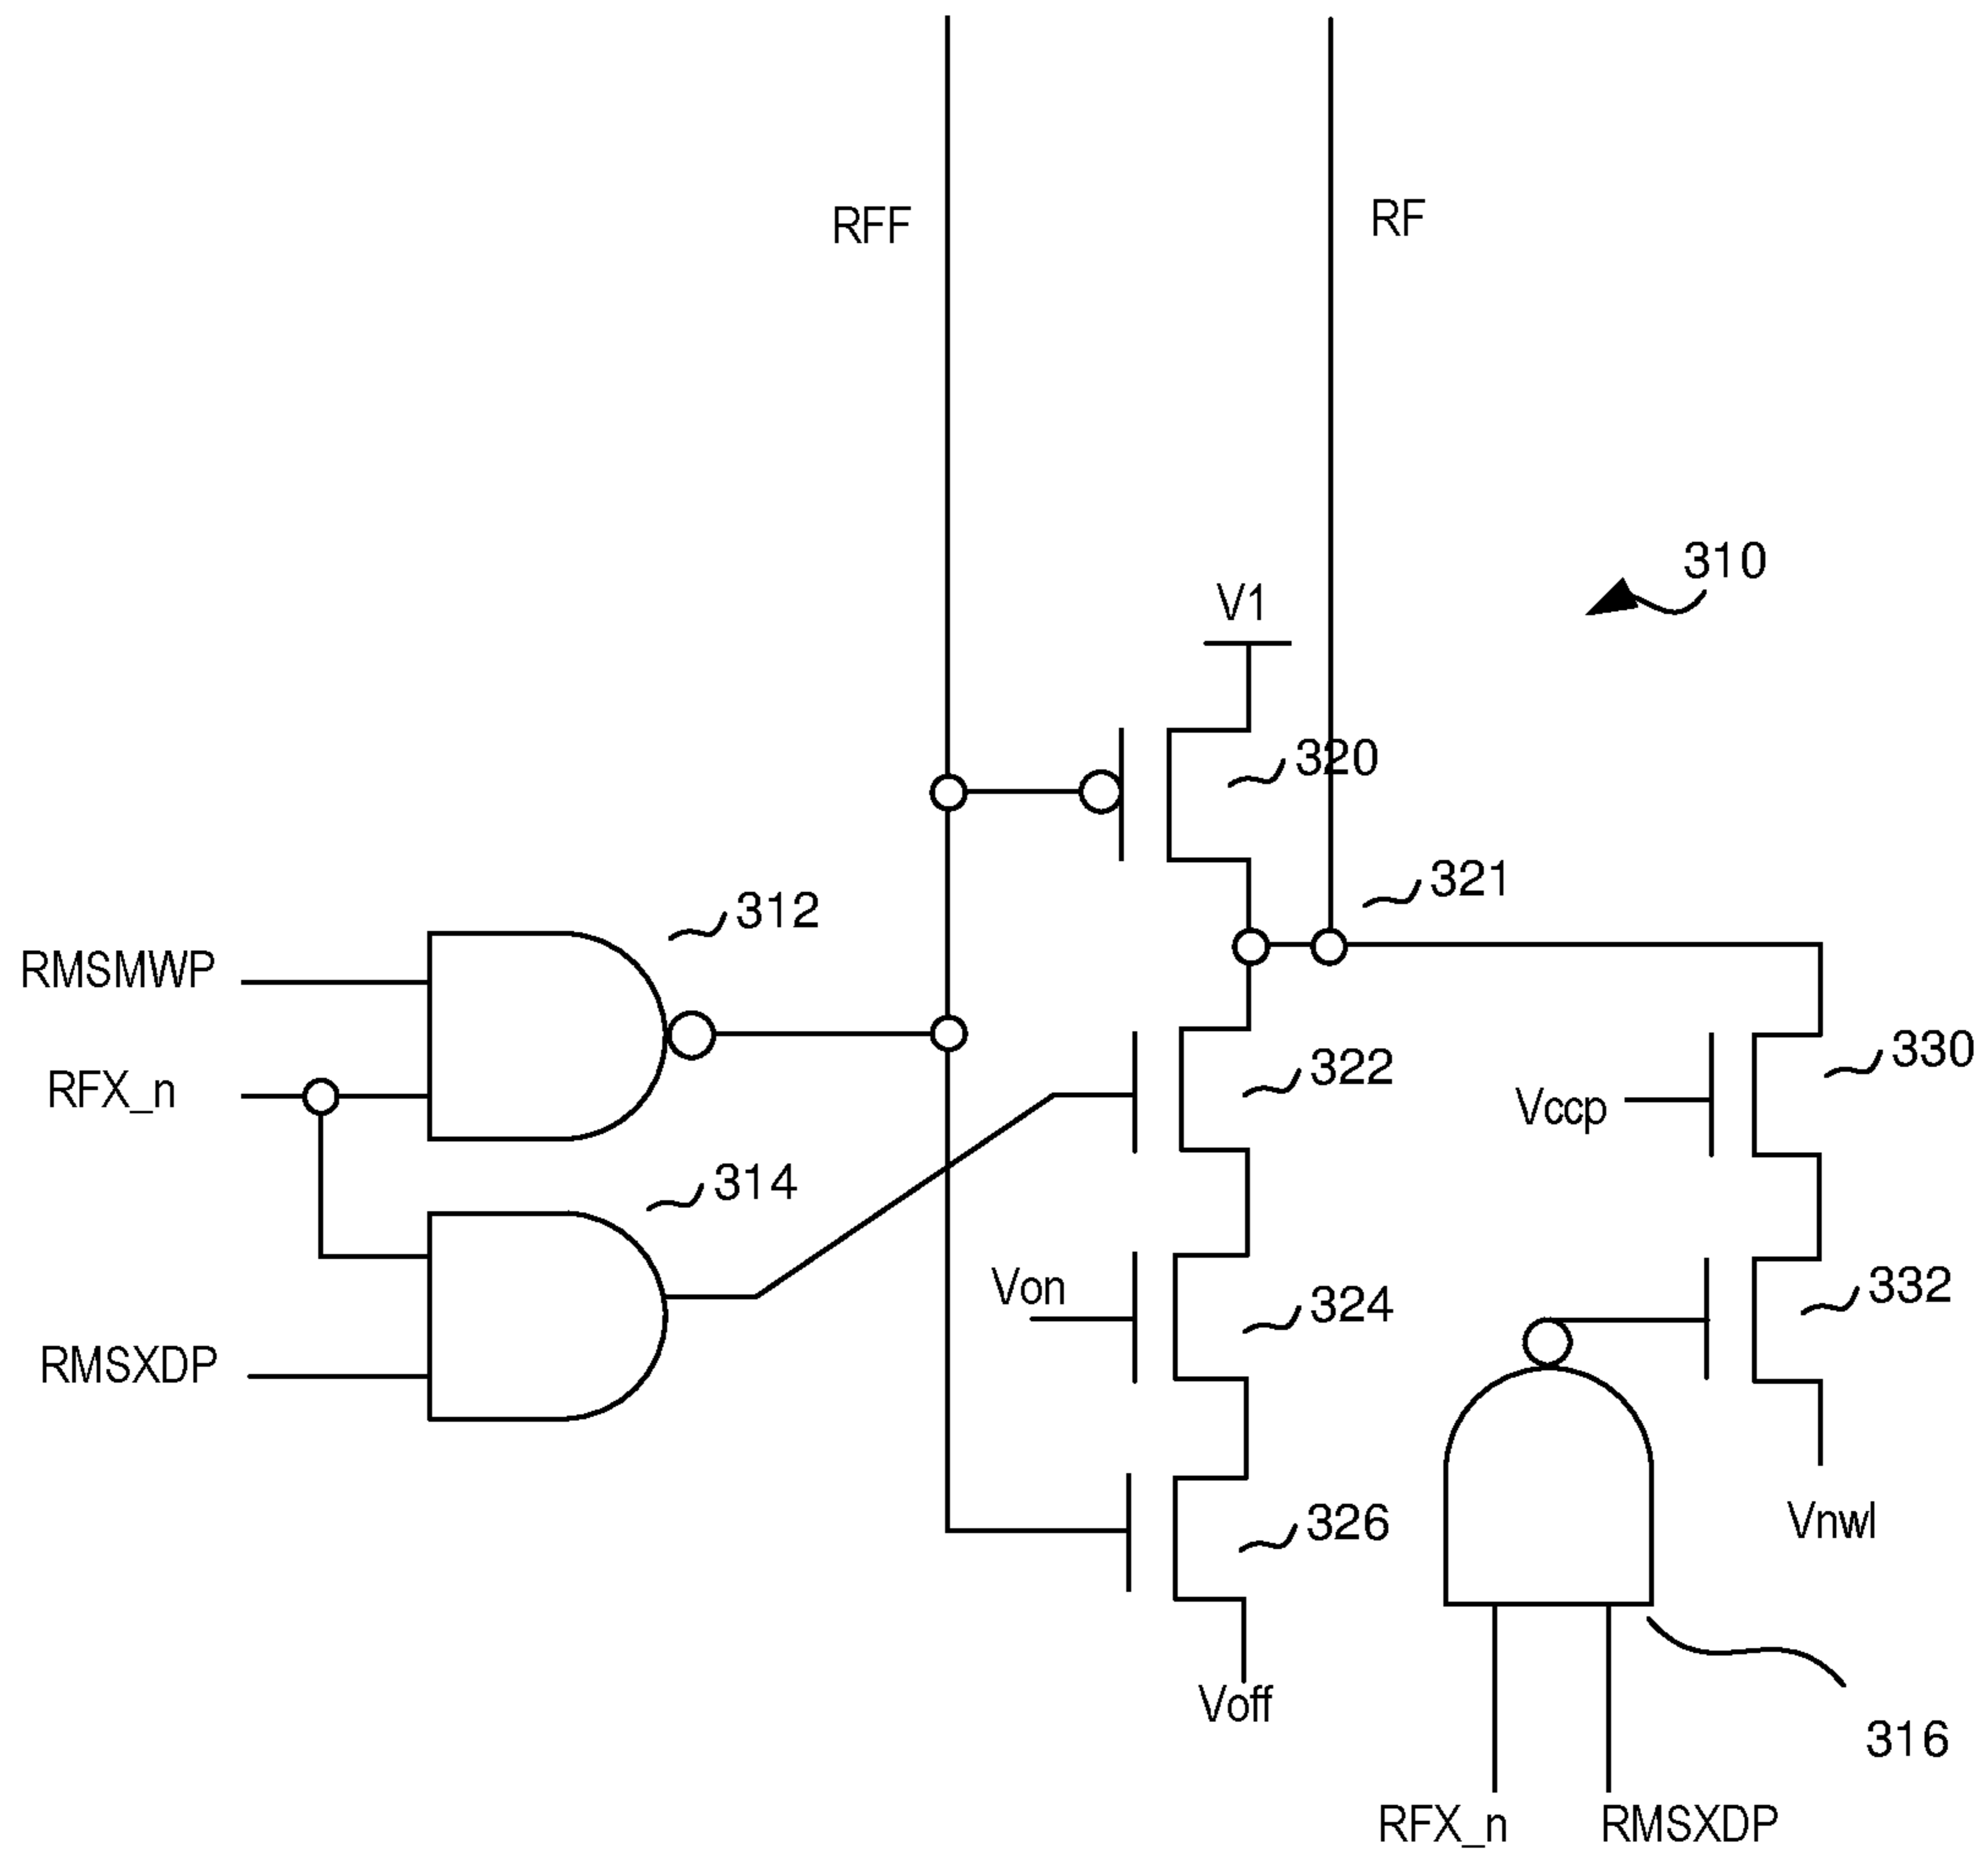 RFF
RF
310
V1
320
321
312
RMSMWP
330
322
RFX_n
Vccp
314
Von
324
332
RMSXDP
Vnwl
326
Voff
316
RFX_n
RMSXDP